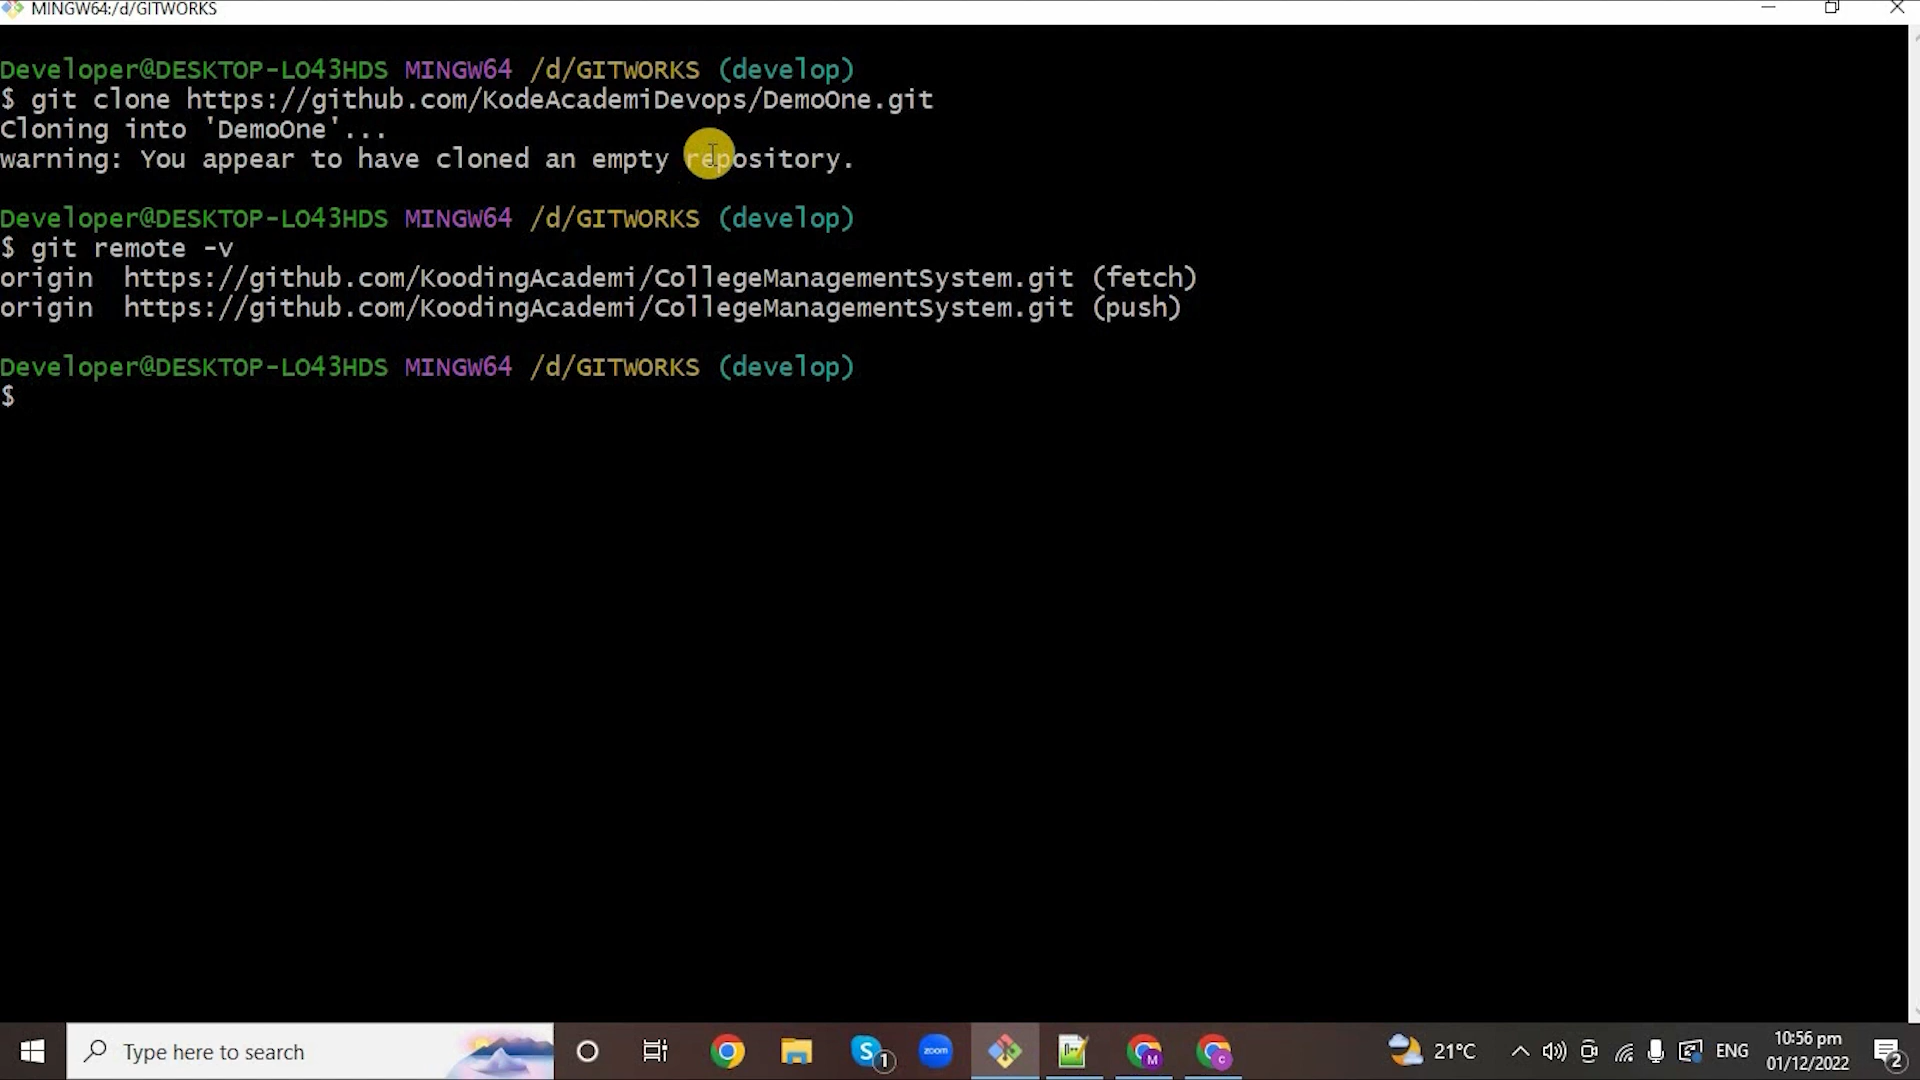 MINGW64:/d/GITWORKS
Developer@DESKTOP-LO43HDS MINGW64 /d/GITWORKS (develop)
$ git clone https://github.com/KodeAcademiDevops/DemoOne.git
Cloning into 'DemoOne'...
warning: You appear to have cloned an empty repository.
Developer@DESKTOP-LO43HDS MINGW64 /d/GITWORKS (develop)
$ git remote -v
origin  https://github.com/KoodingAcademi/CollegeManagementSystem.git (fetch)
origin  https://github.com/KoodingAcademi/CollegeManagementSystem.git (push)
Developer@DESKTOP-LO43HDS MINGW64 /d/GITWORKS (develop)
$
Type here to search
S 1
zoom
M
C
21°C
ENG
10:56 pm
01/12/2022
2